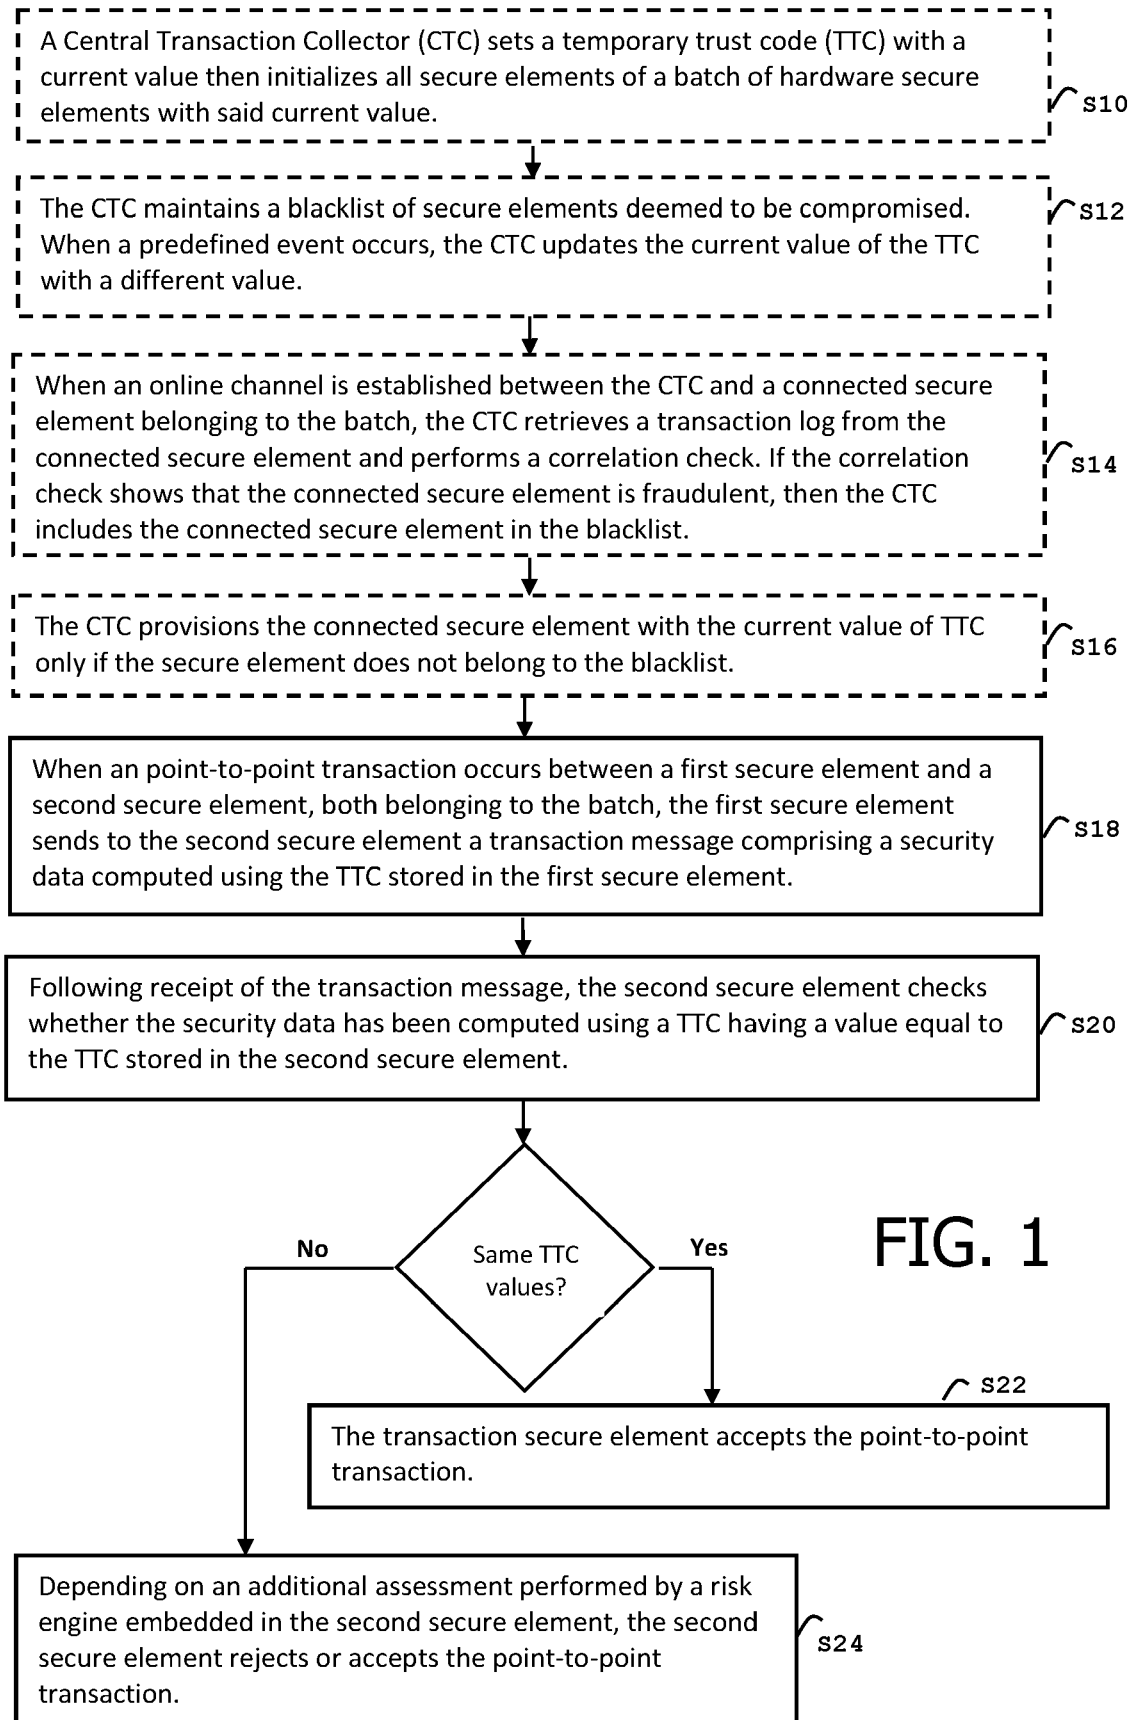 A Central Transaction Collector (CTC) sets a temporary trust code (TTC) with a
current value then initializes all secure elements of a batch of hardware secure
elements with said current value.
S10
The CTC maintains a blacklist of secure elements deemed to be compromised.
When a predefined event occurs, the CTC updates the current value of the TTC
with a different value.
S12
When an online channel is established between the CTC and a connected secure
element belonging to the batch, the CTC retrieves a transaction log from the
connected secure element and performs a correlation check. If the correlation
check shows that the connected secure element is fraudulent, then the CTC
includes the connected secure element in the blacklist.
S14
The CTC provisions the connected secure element with the current value of TTC
only if the secure element does not belong to the blacklist.
S16
When an point-to-point transaction occurs between a first secure element and a
second secure element, both belonging to the batch, the first secure element
sends to the second secure element a transaction message comprising a security
data computed using the TTC stored in the first secure element.
S18
Following receipt of the transaction message, the second secure element checks
whether the security data has been computed using a TTC having a value equal to
the TTC stored in the second secure element.
S20
No
Same TTC
values?
Yes
FIG. 1
S22
The transaction secure element accepts the point-to-point
transaction.
Depending on an additional assessment performed by a risk
engine embedded in the second secure element, the second
secure element rejects or accepts the point-to-point
transaction.
S24